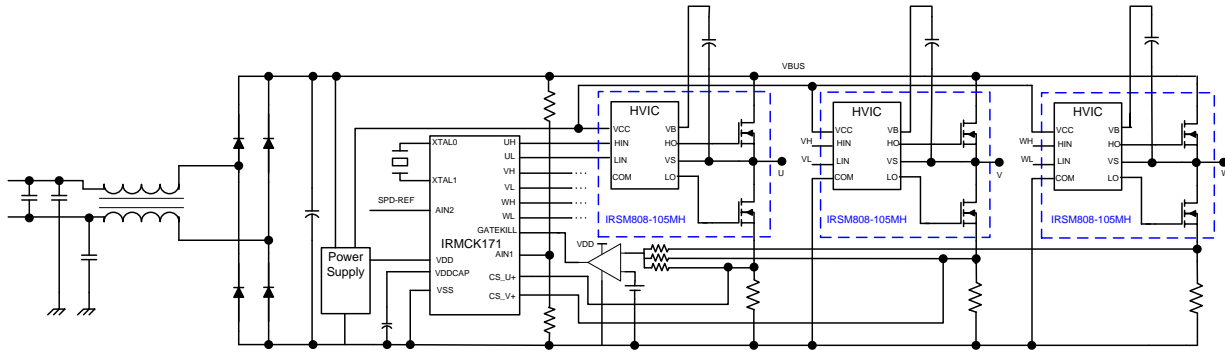 VBUS
HVIC
VCC
HIN
LIN
COM
VB
HO
VS
LO
U
IRSM808-105MH
HVIC
VCC
HIN
LIN
COM
VB
HO
VS
LO
VH
VL
V
IRSM808-105MH
HVIC
VCC
HIN
LIN
COM
VB
HO
VS
LO
WH
WL
W
IRSM808-105MH
XTAL0
XTAL1
SPD-REF
AIN2
IRMCK171
VDD
VDDCAP
VSS
UH
UL
VH
VL
WH
WL
GATEKILL
AIN1
CS_U+
CS_V+
....
....
....
....
VDD
Power
Supply